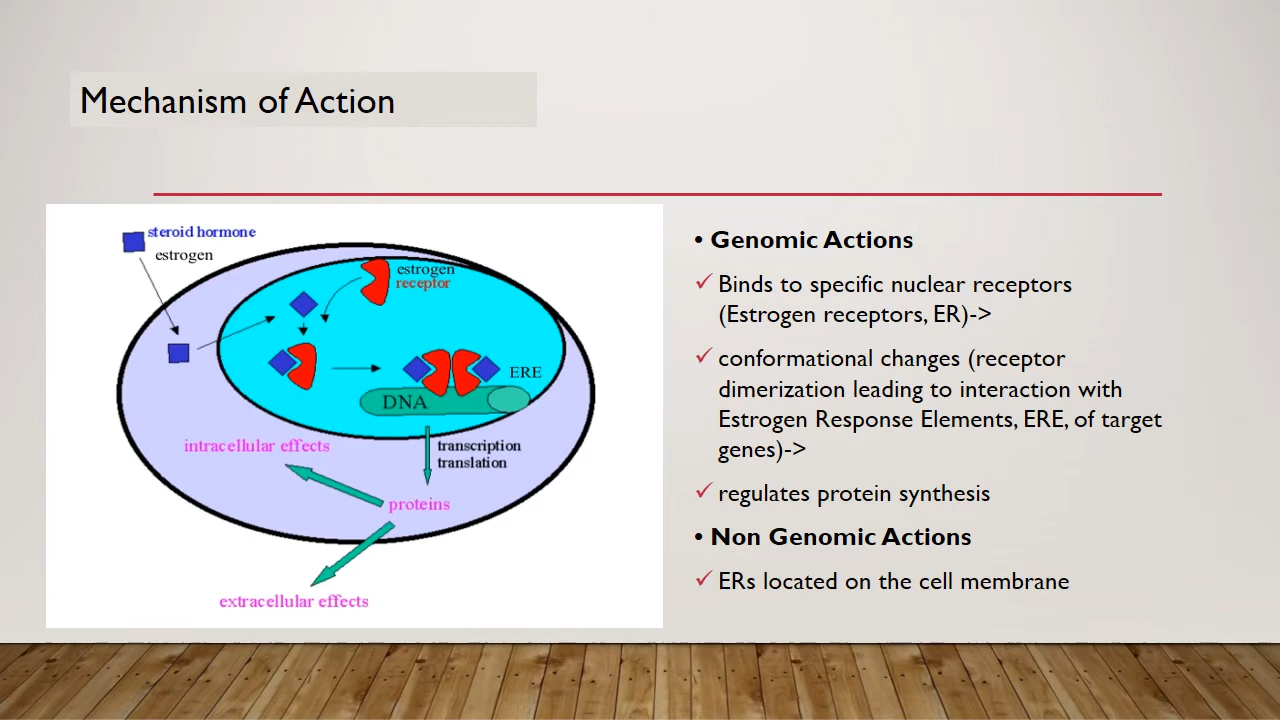 Mechanism of Action
steroid hormone
estrogen
estrogen
receptor
ERE
DNA
transcription
translation
intracellular effects
proteins
extracellular effects
• Genomic Actions
✓ Binds to specific nuclear receptors
(Estrogen receptors, ER)->
✓ conformational changes (receptor
dimerization leading to interaction with
Estrogen Response Elements, ERE, of target
genes)->
✓ regulates protein synthesis
• Non Genomic Actions
✓ ERs located on the cell membrane